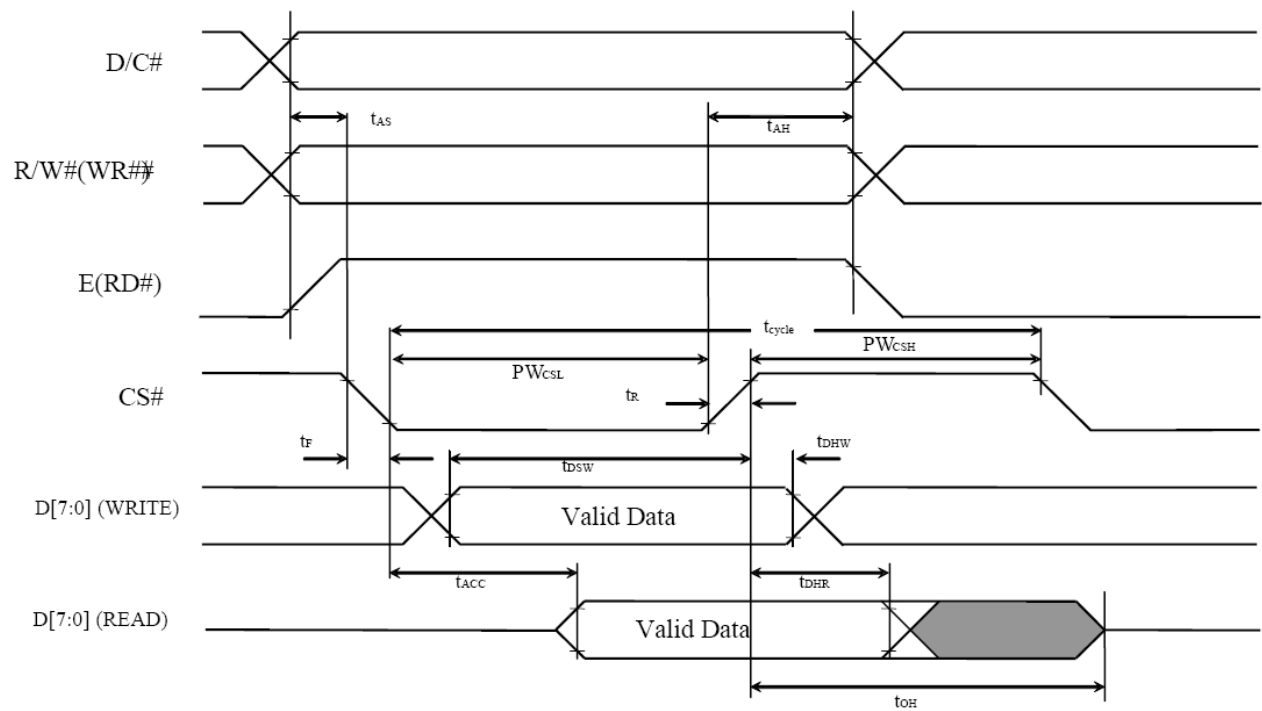 D/C#
tAS
tAH
R/W#(WR##)
E(RD#)
tcycle
PWCSH
PWCSL
CS#
tR
tF
tDSW
tDHW
D[7:0] (WRITE)
Valid Data
tACC
tDHR
D[7:0] (READ)
Valid Data
tOH